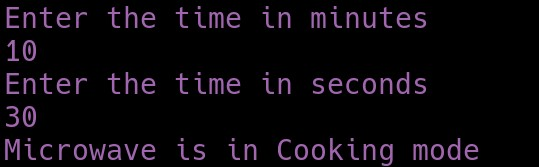 Enter the time in minutes
10
Enter the time in seconds
30
Microwave is in Cooking mode